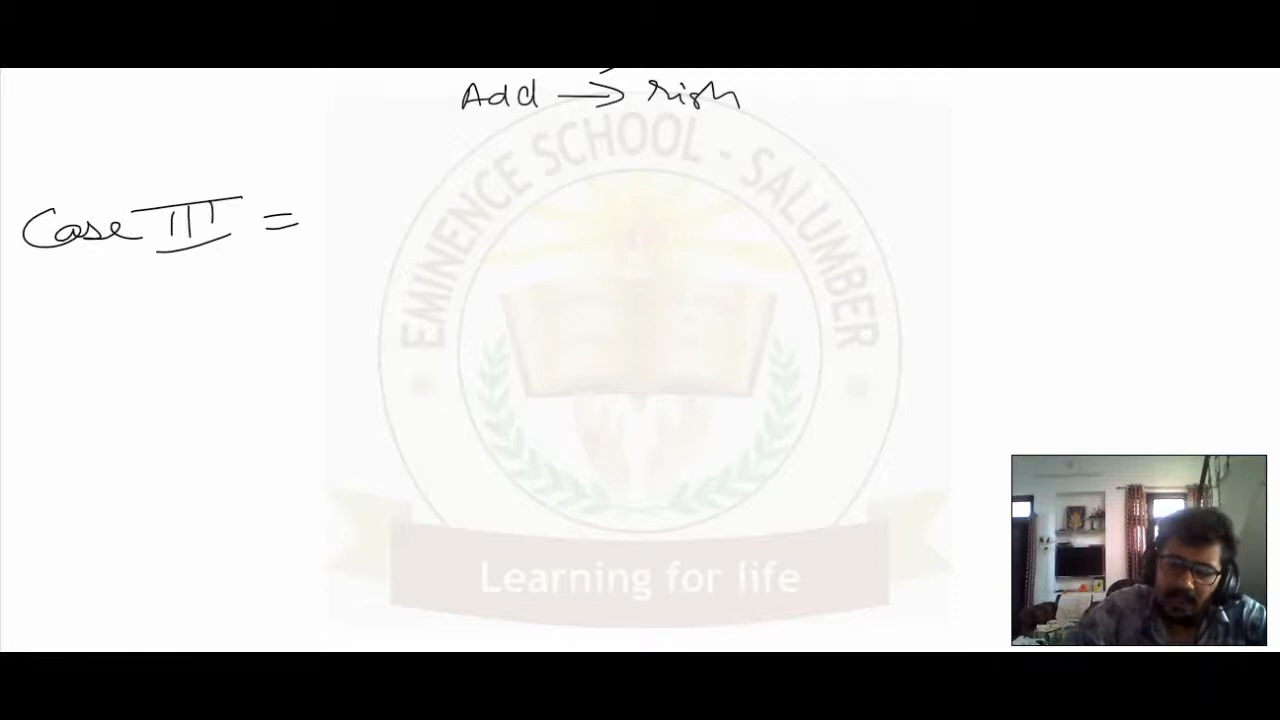 Add → righ
Case III =
EMINENCE SCHOOL - SALUMBER
Learning for life